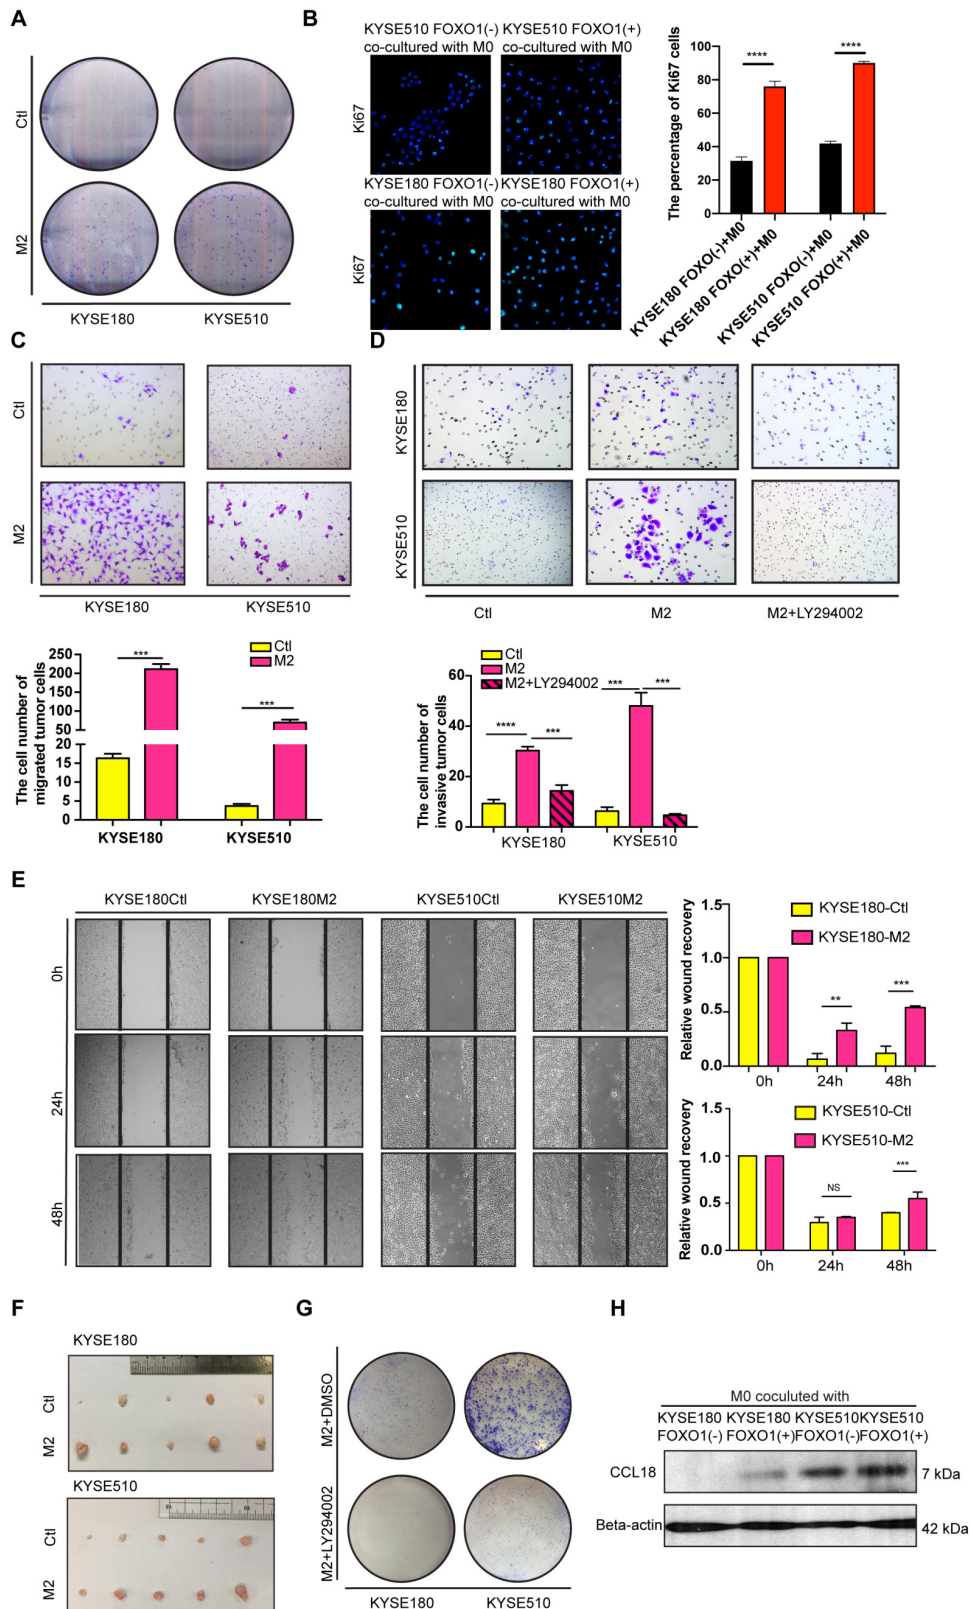 A
Ctl
M2
KYSE180
KYSE510
B
KYSE510 FOXO1(-)
co-cultured with M0
KYSE510 FOXO1(+)
co-cultured with M0
Ki67
Ki67
KYSE180 FOXO1(-)
co-cultured with M0
KYSE180 FOXO1(+)
co-cultured with M0
Ki67
The percentage of Ki67 cells
100
80
60
40
20
0
****
****
KYSE180 FOXO(-)+M0
KYSE180 FOXO(+)+M0
KYSE510 FOXO(-)+M0
KYSE510 FOXO(+)+M0
C
Ctl
M2
KYSE180
KYSE510
The cell number of
migrated tumor cells
250
200
150
100
50
20
15
10
5
0
***
***
Ctl
M2
KYSE180
KYSE510
D
KYSE180
KYSE510
Ctl
M2
M2+LY294002
The cell number of
invasive tumor cells
60
40
20
0
Ctl
M2
M2+LY294002
****
***
***
***
KYSE180
KYSE510
E
KYSE180Ctl
KYSE180M2
KYSE510Ctl
KYSE510M2
0h
24h
48h
Relative wound recovery
1.5
1.0
0.5
0.0
KYSE180-Ctl
KYSE180-M2
**
***
0h
24h
48h
Relative wound recovery
1.5
1.0
0.5
0.0
KYSE510-Ctl
KYSE510-M2
NS
***
0h
24h
48h
F
KYSE180
Ctl
M2
KYSE510
Ctl
M2
G
M2+DMSO
M2+LY294002
KYSE180
KYSE510
H
M0 coculuted with
KYSE180
FOXO1(-)
KYSE180
FOXO1(+)
KYSE510
FOXO1(-)
KYSE510
FOXO1(+)
CCL18
7 kDa
Beta-actin
42 kDa